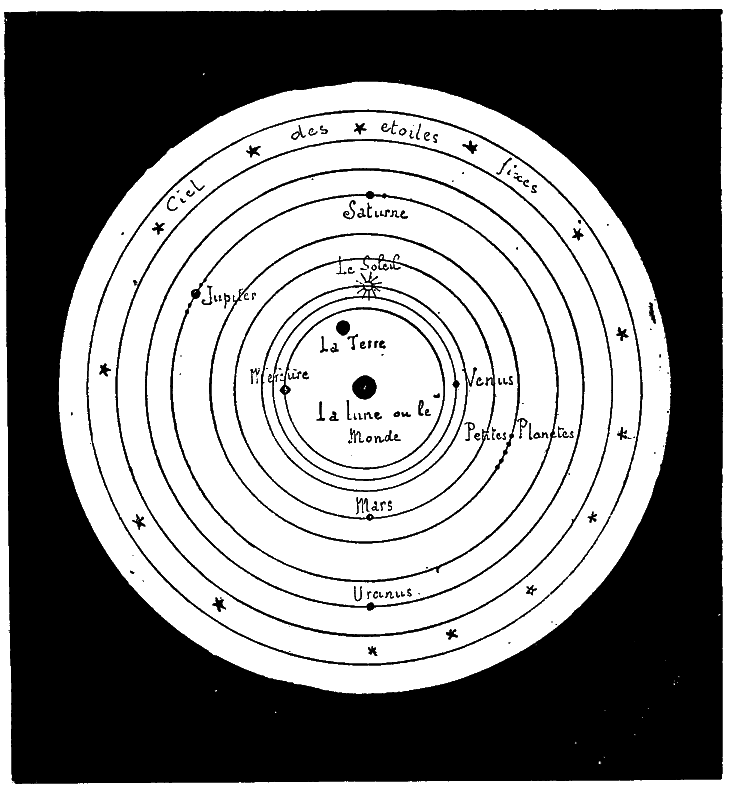 Ciel des etoiles fixes
Saturne
Le Soleil
Jupiter
La Terre
Mercure
Venus
La lune ou le
Monde
Petites Planetes
Mars
Uranus